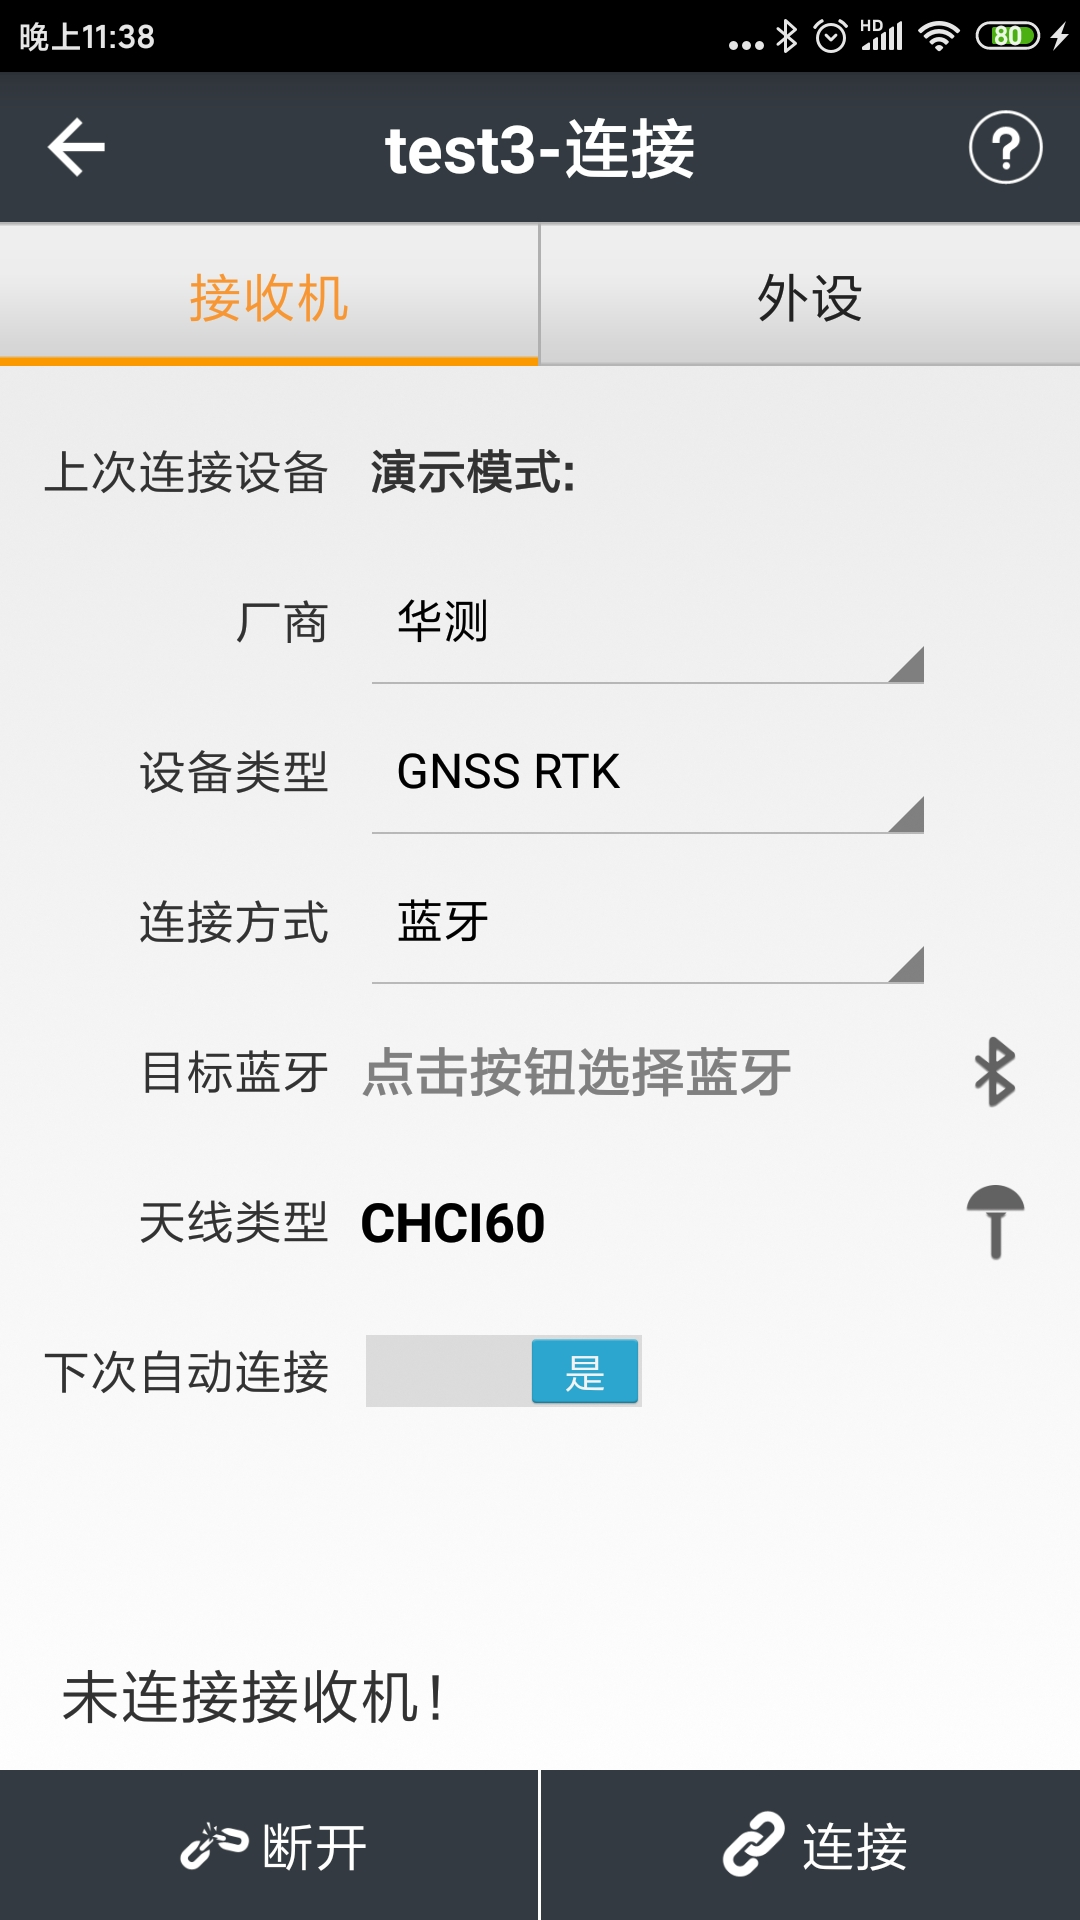 晚上11:38
HD
80
test3-连接
?
接收机
外设
上次连接设备 演示模式:
厂商 华测
设备类型 GNSS RTK
连接方式 蓝牙
目标蓝牙 点击按钮选择蓝牙
天线类型 CHCI60
下次自动连接 是
未连接接收机!
断开
连接